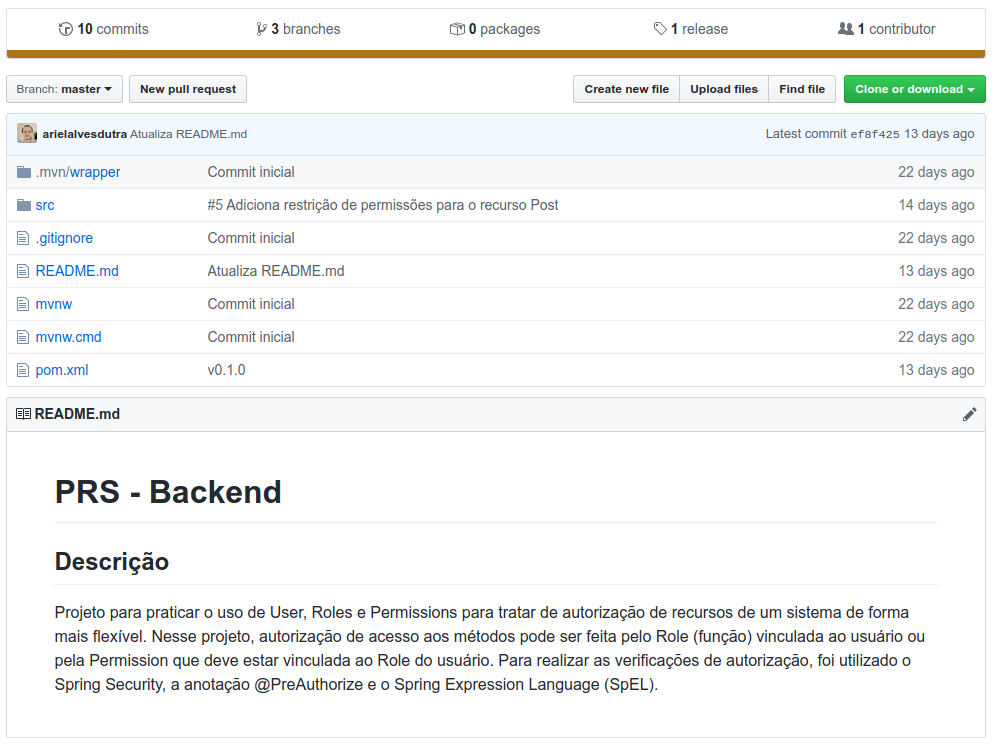 10 commits 3 branches 0 packages 1 release 1 contributor
Branch: master New pull request Create new file Upload files Find file Clone or download
arielalvesdutra Atualiza README.md Latest commit ef8f425 13 days ago
.mvn/wrapper Commit inicial 22 days ago
src #5 Adiciona restrição de permissões para o recurso Post 14 days ago
.gitignore Commit inicial 22 days ago
README.md Atualiza README.md 13 days ago
mvnw Commit inicial 22 days ago
mvnw.cmd Commit inicial 22 days ago
pom.xml v0.1.0 13 days ago
README.md
PRS - Backend
Descrição
Projeto para praticar o uso de User, Roles e Permissions para tratar de autorização de recursos de um sistema de forma
mais flexível. Nesse projeto, autorização de acesso aos métodos pode ser feita pelo Role (função) vinculada ao usuário ou
pela Permission que deve estar vinculada ao Role do usuário. Para realizar as verificações de autorização, foi utilizado o
Spring Security, a anotação @PreAuthorize e o Spring Expression Language (SpEL).